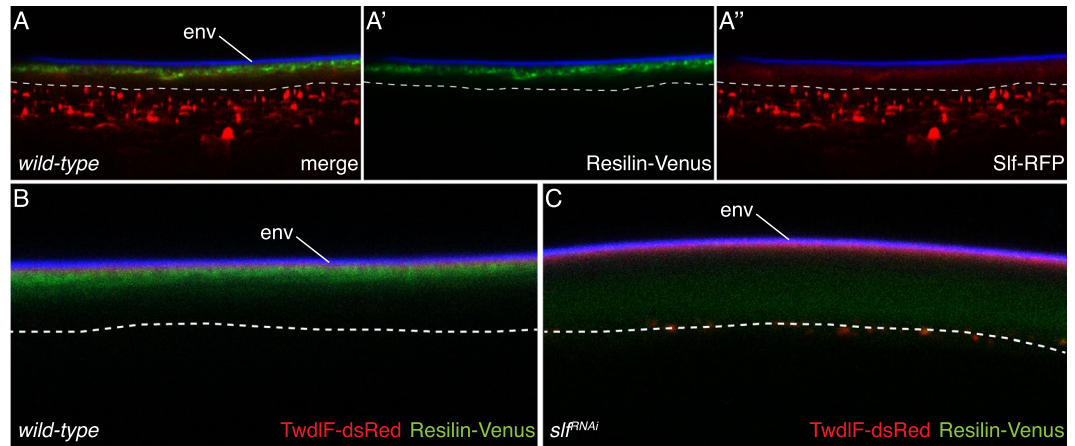 A
env
wild-type
merge
A'
Resilin-Venus
A''
Slf-RFP
B
env
wild-type
TwdlF-dsRed Resilin-Venus
C
env
slfRNAi
TwdlF-dsRed Resilin-Venus